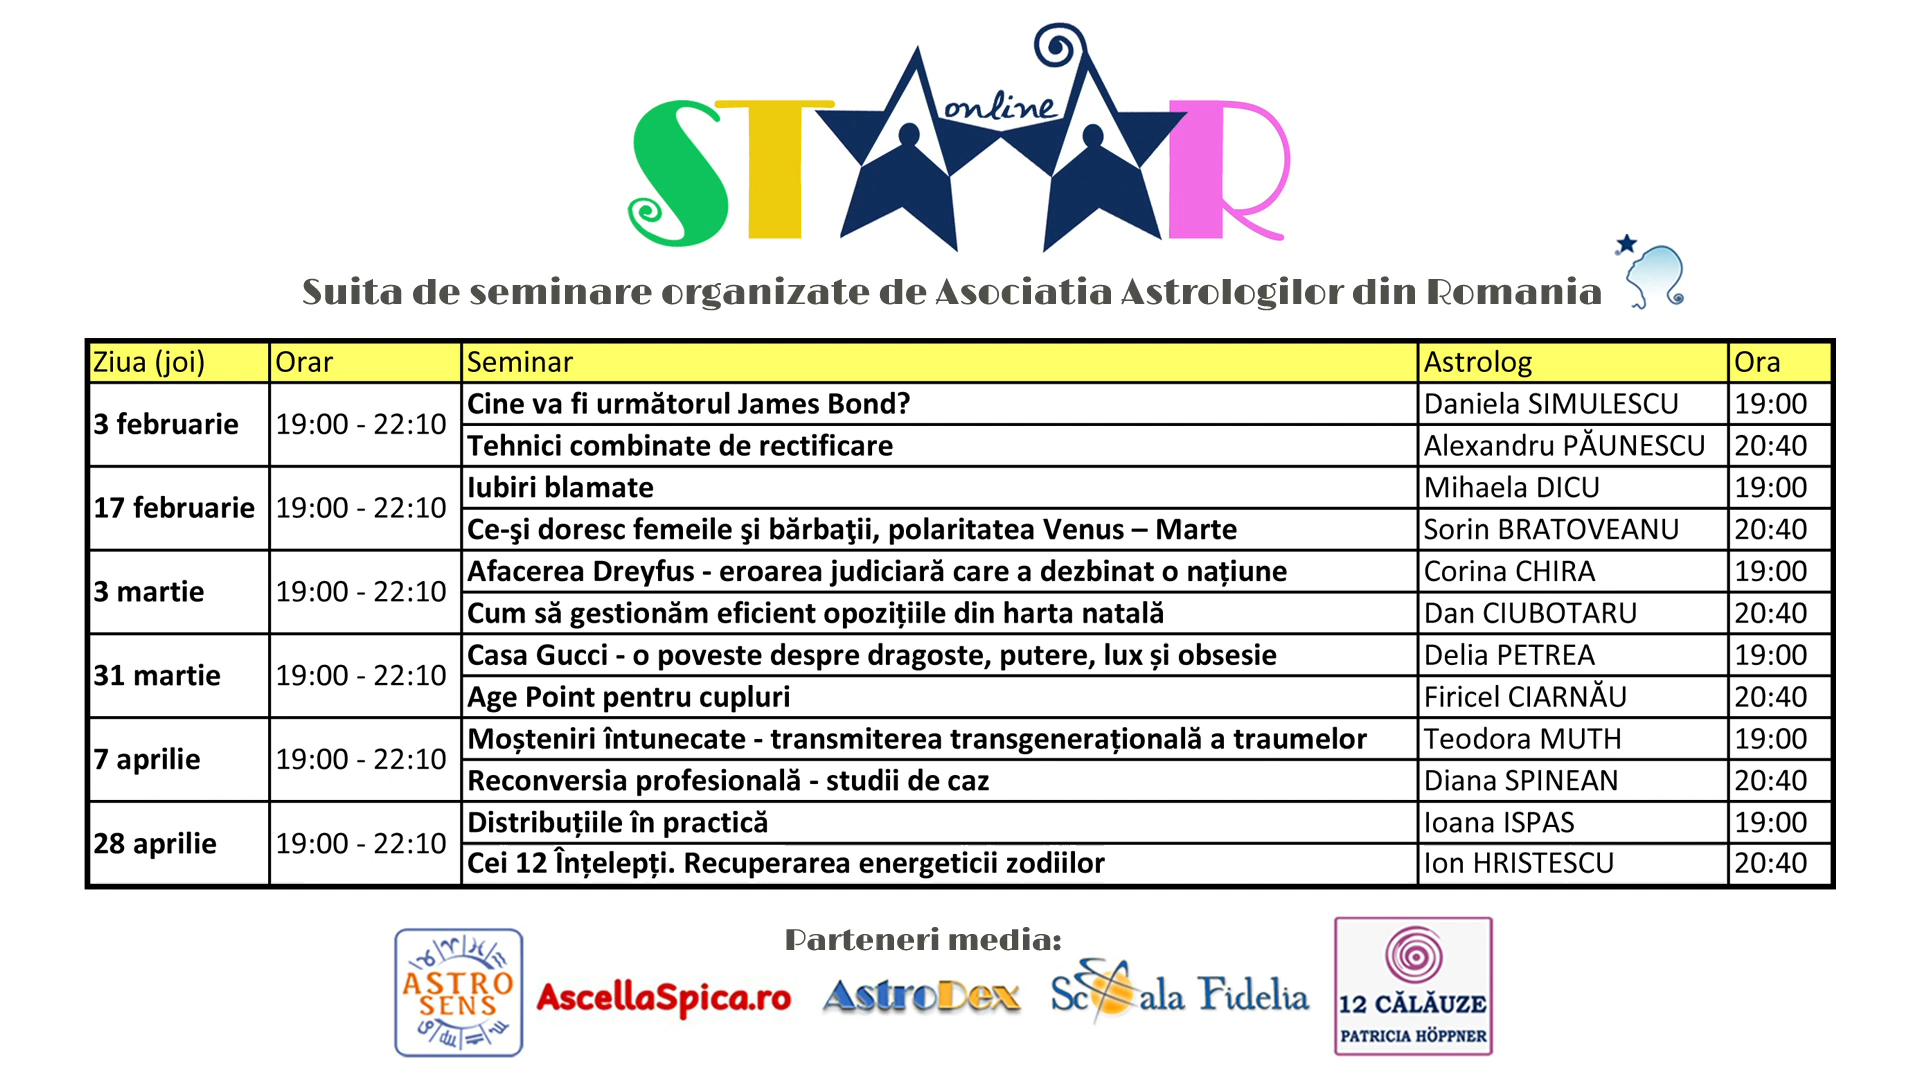 STAAR
online
Suita de seminare organizate de Asociatia Astrologilor din Romania
Ziua (joi) Orar Seminar Astrolog Ora
3 februarie 19:00 - 22:10 Cine va fi următorul James Bond? Daniela SIMULESCU 19:00
Tehnici combinate de rectificare Alexandru PĂUNESCU 20:40
17 februarie 19:00 - 22:10 Iubiri blamate Mihaela DICU 19:00
Ce-şi doresc femeile şi bărbaţii, polaritatea Venus – Marte Sorin BRATOVEANU 20:40
3 martie 19:00 - 22:10 Afacerea Dreyfus - eroarea judiciară care a dezbinat o națiune Corina CHIRA 19:00
Cum să gestionăm eficient opozițiile din harta natală Dan CIUBOTARU 20:40
31 martie 19:00 - 22:10 Casa Gucci - o poveste despre dragoste, putere, lux și obsesie Delia PETREA 19:00
Age Point pentru cupluri Firicel CIARNĂU 20:40
7 aprilie 19:00 - 22:10 Moșteniri întunecate - transmiterea transgenerațională a traumelor Teodora MUTH 19:00
Reconversia profesională - studii de caz Diana SPINEAN 20:40
28 aprilie 19:00 - 22:10 Distribuțiile în practică Ioana ISPAS 19:00
Cei 12 Înțelepți. Recuperarea energeticii zodiilor Ion HRISTESCU 20:40
Parteneri media:
ASTRO
SENS
AscellaSpica.ro
AstroDex
Scoala Fidelia
12 CĂLĂUZE
PATRICIA HÖPPNER